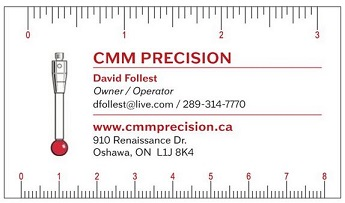 0 1 2 3
CMM PRECISION
David Follest
Owner / Operator
dfollest@live.com / 289-314-7770
www.cmmprecision.ca
910 Renaissance Dr.
Oshawa, ON L1J 8K4
0 1 2 3 4 5 6 7 8